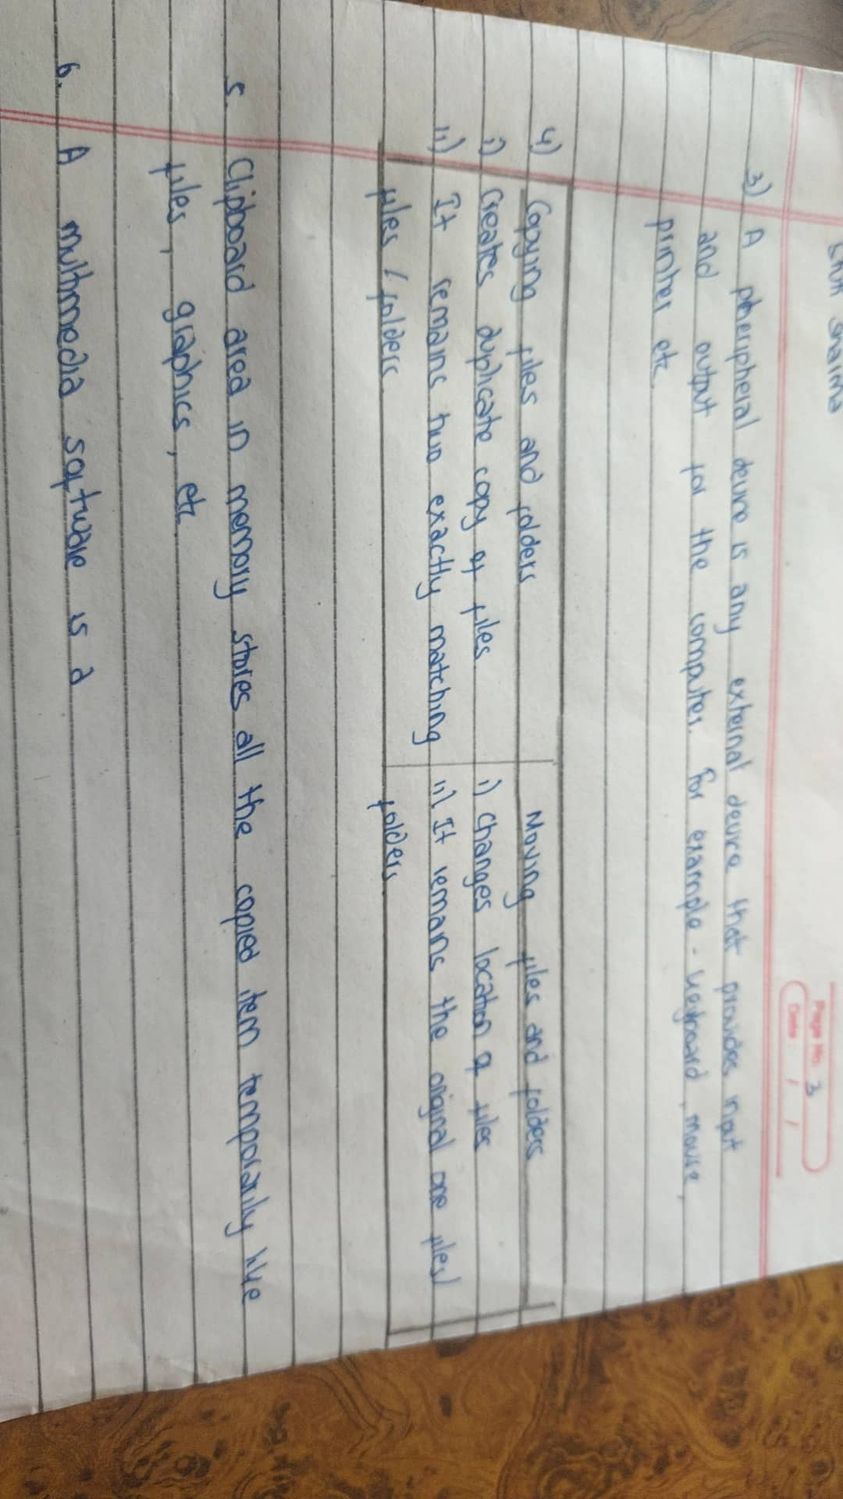 Sharma
Page No. 3
Date / /
3) A pheripheral device is any external device that provides input
and output for the computer. For example - keyboard, mouse,
printer etc
4) Copying files and folders
i) Creates duplicate copy of files
ii) It remains two exactly matching
files / folders.
Moving files and folders
i) Changes location of files
ii) It remains the original one files/
folders.
5. Clipboard area in memory stores all the copied item temporarily like
files, graphics, etc
6. A multimedia software is a